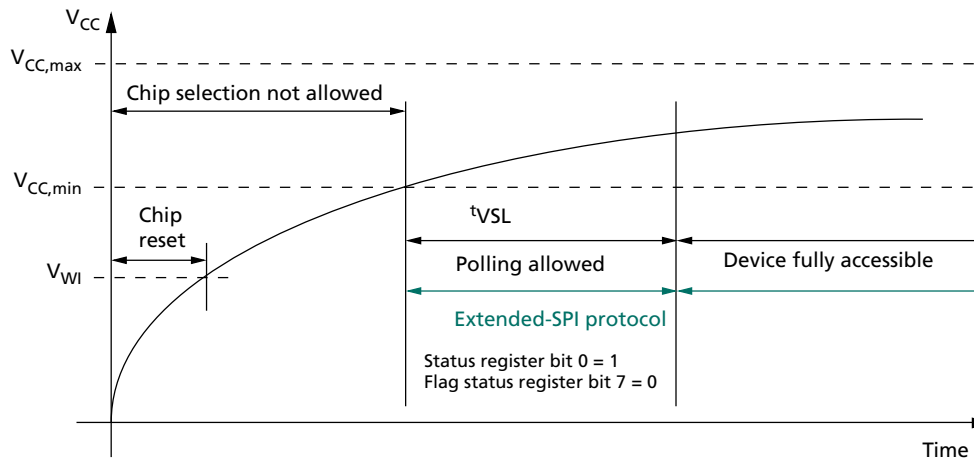 VCC
VCC,max
Chip selection not allowed
VCC,min
Chip
reset
tVSL
VWI
Polling allowed
Device fully accessible
Extended-SPI protocol
Status register bit 0 = 1
Flag status register bit 7 = 0
Time